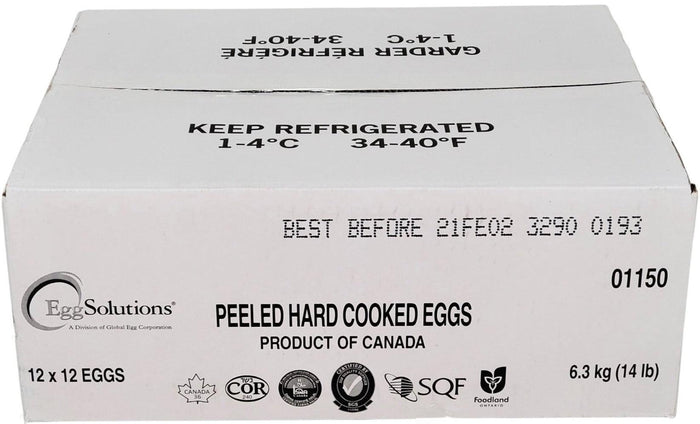 GARDER RÉFRIGÉRÉ
1-4°C 34-40°F
KEEP REFRIGERATED
1-4°C 34-40°F
BEST BEFORE 21FE02 3290 0193
01150
EggSolutions®
A Division of Global Egg Corporation
PEELED HARD COOKED EGGS
PRODUCT OF CANADA
12 x 12 EGGS
6.3 kg (14 lb)
CANADA
COR
240
SGS
SQF
Foodland
ONTARIO